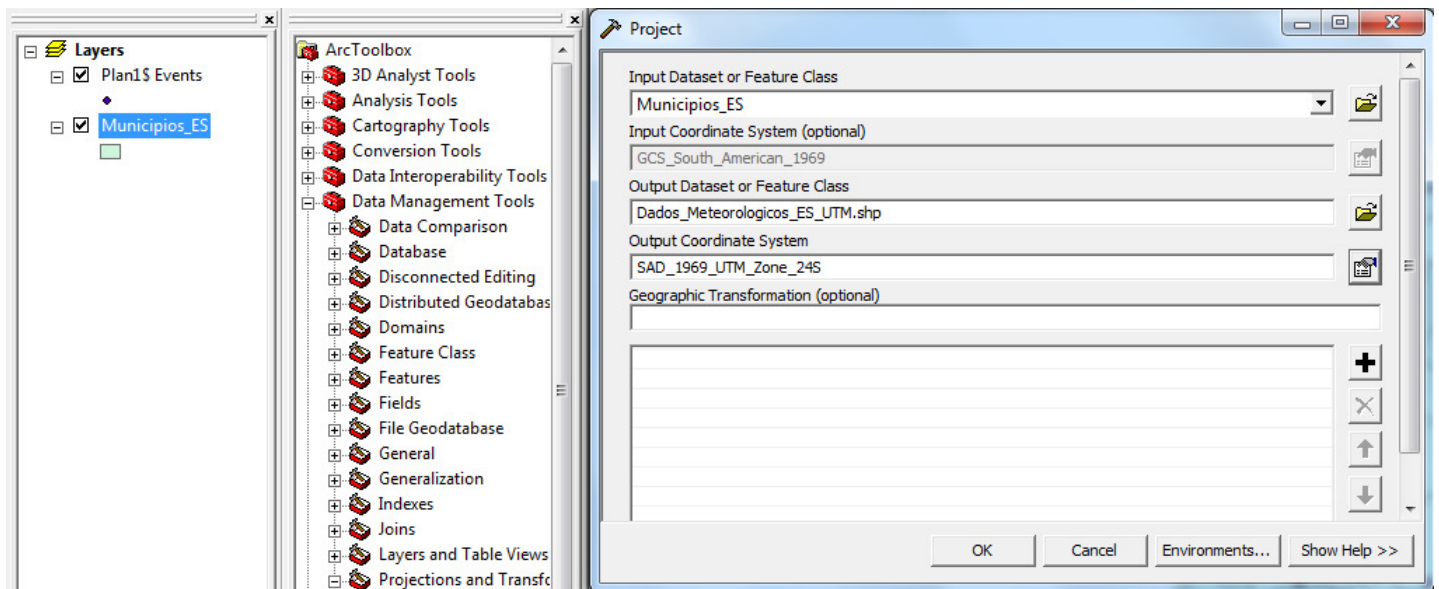 Layers
Plan1$ Events
Municipios_ES
ArcToolbox
3D Analyst Tools
Analysis Tools
Cartography Tools
Conversion Tools
Data Interoperability Tools
Data Management Tools
Data Comparison
Database
Disconnected Editing
Distributed Geodatabas
Domains
Feature Class
Features
Fields
File Geodatabase
General
Generalization
Indexes
Joins
Layers and Table Views
Projections and Transfo
Project
Input Dataset or Feature Class
Municipios_ES
Input Coordinate System (optional)
GCS_South_American_1969
Output Dataset or Feature Class
Dados_Meteorologicos_ES_UTM.shp
Output Coordinate System
SAD_1969_UTM_Zone_24S
Geographic Transformation (optional)
OK Cancel Environments... Show Help >>